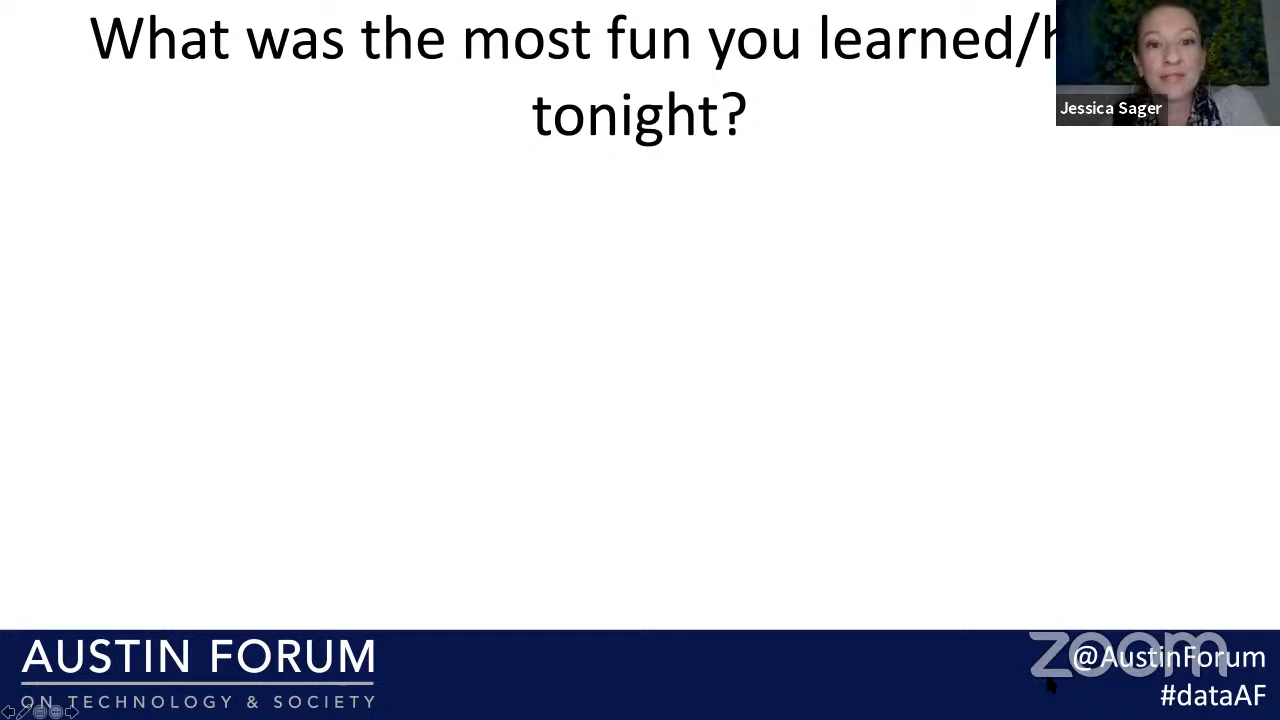 What was the most fun you learned/h
tonight?
Jessica Sager
AUSTIN FORUM
ON TECHNOLOGY & SOCIETY
zoom
@AustinForum
#dataAF